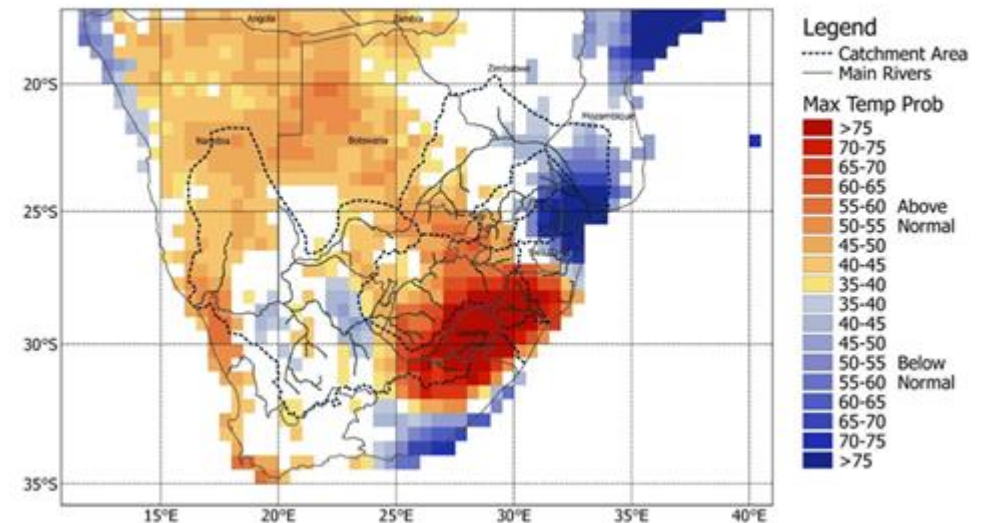 Angola
Zambia
Zimbabwe
Mozambique
Namibia
Botswana
20°S
25°S
30°S
35°S
15°E
20°E
25°E
30°E
35°E
40°E
Legend
Catchment Area
Main Rivers
Max Temp Prob
>75
70-75
65-70
60-65
55-60 Above
50-55 Normal
45-50
40-45
35-40
35-40
40-45
45-50
50-55 Below
55-60 Normal
60-65
65-70
70-75
>75